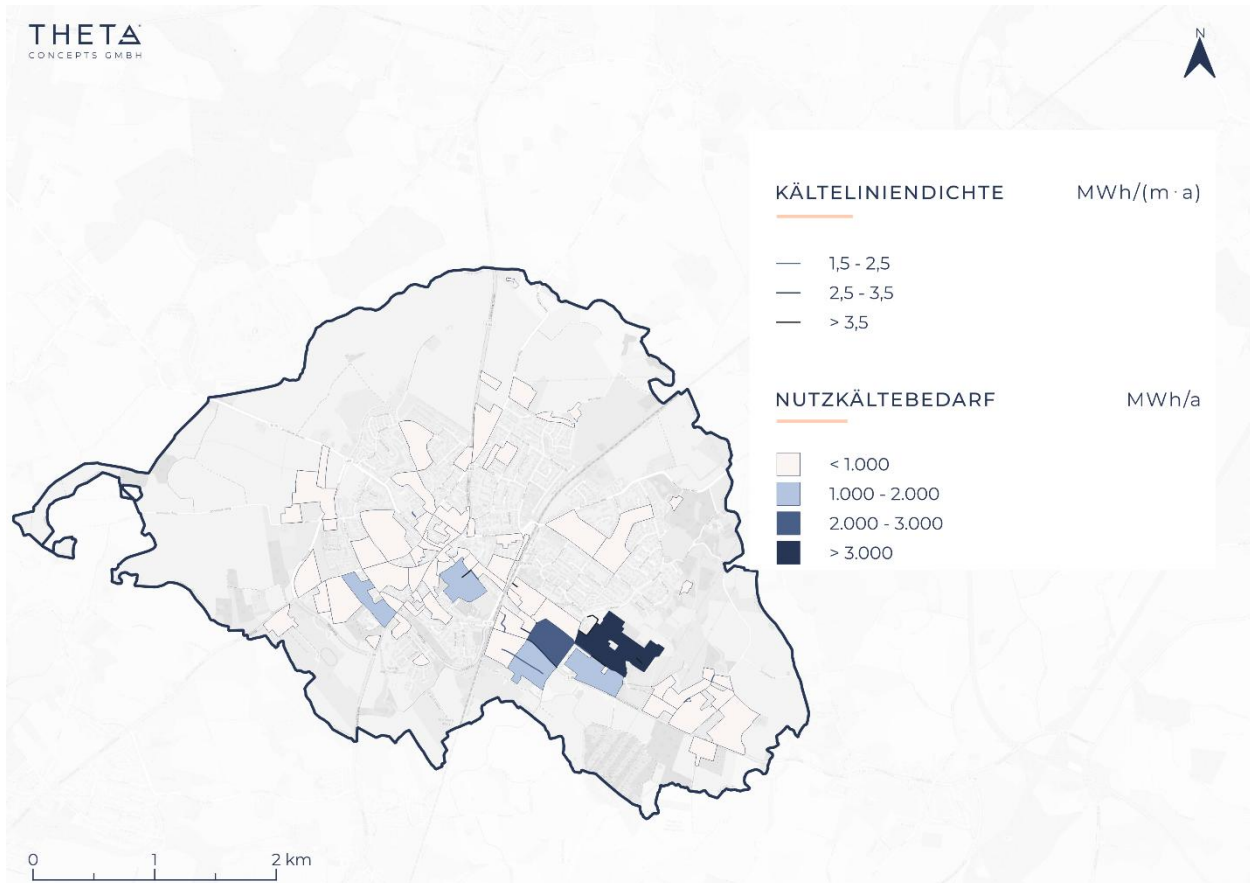 THETA
CONCEPTS GMBH
N
KÄLTELINIENDICHTE MWh/(m·a)
1,5 - 2,5
2,5 - 3,5
> 3,5
NUTZKÄLTEBEDARF MWh/a
< 1.000
1.000 - 2.000
2.000 - 3.000
> 3.000
0 1 2 km